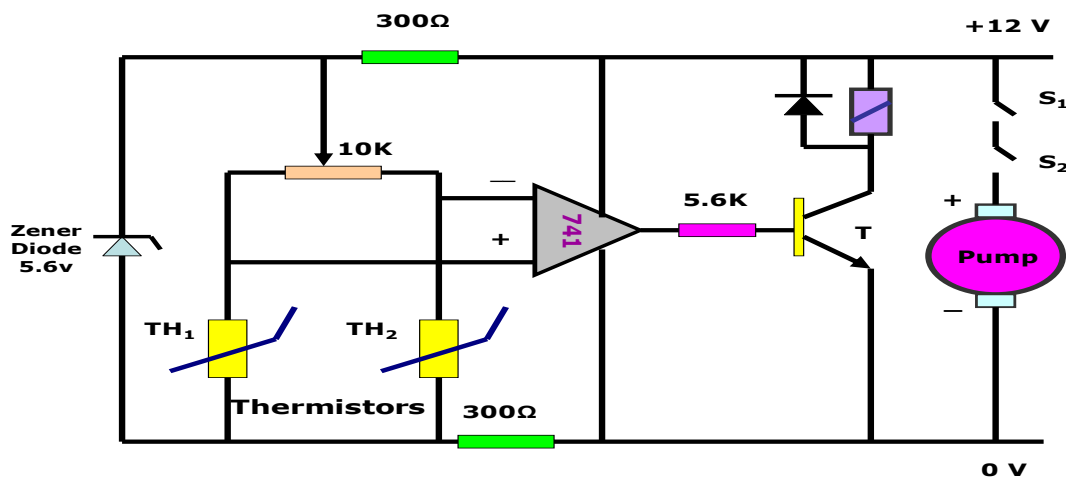 300Ω
+12 V
S1
10K
S2
—
5.6K
+
741
+
T
Zener
Diode
5.6v
Pump
—
TH1
TH2
Thermistors
300Ω
0 V